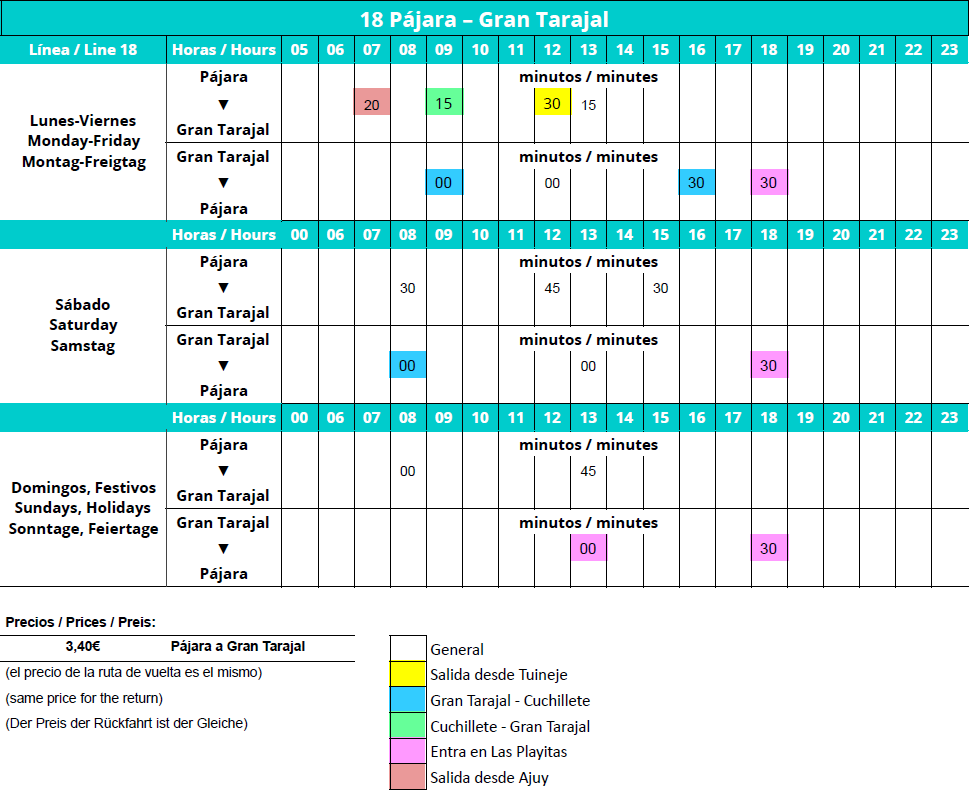 18 Pájara – Gran Tarajal
Línea / Line 18 Horas / Hours 05 06 07 08 09 10 11 12 13 14 15 16 17 18 19 20 21 22 23
Lunes-Viernes
Monday-Friday
Montag-Freigtag
Pájara minutos / minutes
▼ 20 15 30 15
Gran Tarajal
Gran Tarajal minutos / minutes
▼ 00 00 30 30
Pájara
Horas / Hours 00 06 07 08 09 10 11 12 13 14 15 16 17 18 19 20 21 22 23
Sábado
Saturday
Samstag
Pájara minutos / minutes
▼ 30 45 30
Gran Tarajal
Gran Tarajal minutos / minutes
▼ 00 00 30
Pájara
Horas / Hours 00 06 07 08 09 10 11 12 13 14 15 16 17 18 19 20 21 22 23
Domingos, Festivos
Sundays, Holidays
Sonntage, Feiertage
Pájara minutos / minutes
▼ 00 45
Gran Tarajal
Gran Tarajal minutos / minutes
▼ 00 30
Pájara
Precios / Prices / Preis:
3,40€ Pájara a Gran Tarajal
(el precio de la ruta de vuelta es el mismo)
(same price for the return)
(Der Preis der Rückfahrt ist der Gleiche)
General
Salida desde Tuineje
Gran Tarajal - Cuchillete
Cuchillete - Gran Tarajal
Entra en Las Playitas
Salida desde Ajuy